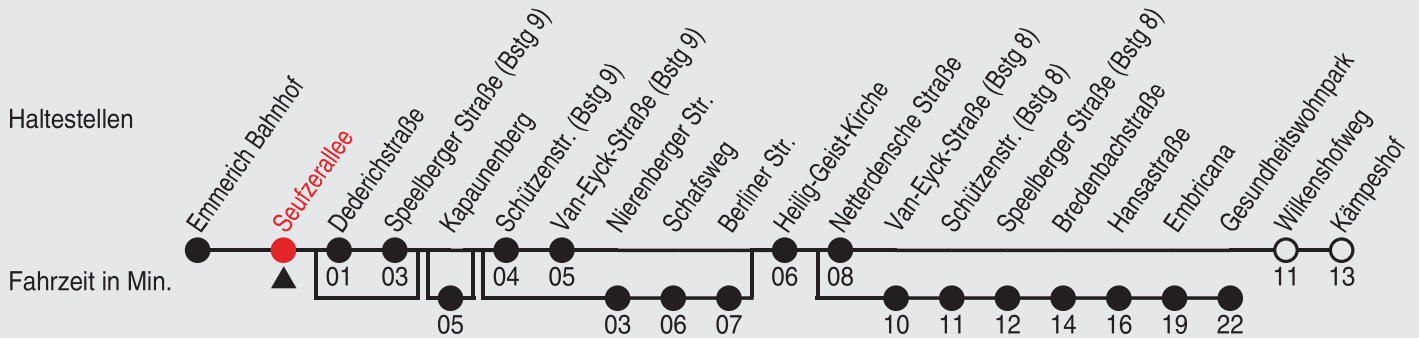 Haltestellen
Emmerich Bahnhof
Seufzerallee
Dederichstraße
Speelberger Straße (Bstg 9)
Kapaunenberg
Schützenstr. (Bstg 9)
Van-Eyck-Straße (Bstg 9)
Nierenberger Str.
Schafsweg
Berliner Str.
Heilig-Geist-Kirche
Netterdensche Straße
Van-Eyck-Straße (Bstg 8)
Schützenstr. (Bstg 8)
Speelberger Straße (Bstg 8)
Bredenbachstraße
Hansastraße
Embricana
Gesundheitswohnpark
Wilkenshofweg
Kämpeshof
Fahrzeit in Min.
01 03 04 05 06 08 11 13
05 03 06 07 10 11 12 14 16 19 22